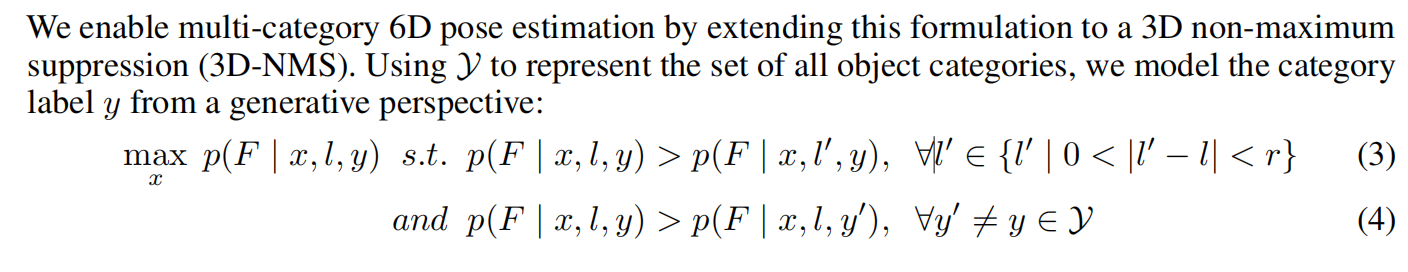 We enable multi-category 6D pose estimation by extending this formulation to a 3D non-maximum
suppression (3D-NMS). Using 𝒴 to represent the set of all object categories, we model the category
label y from a generative perspective:
max p(F | x, l, y) s.t. p(F | x, l, y) > p(F | x, l′, y), ∀l′ ∈ {l′ | 0 < |l′ − l| < r} (3)
x
and p(F | x, l, y) > p(F | x, l, y′), ∀y′ ≠ y ∈ 𝒴 (4)